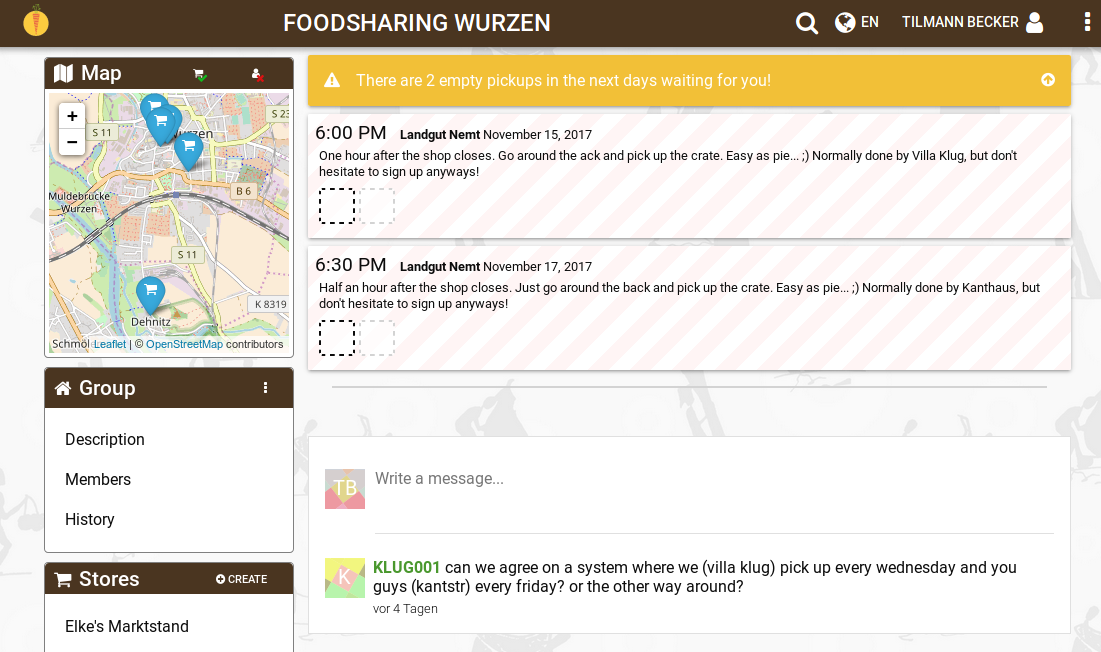 FOODSHARING WURZEN
EN
TILMANN BECKER
Map
+
−
S 11
S 23
Wurzen
B 6
Muldebrücke
Wurzen
S 11
K 8319
Dehnitz
Leaflet | © OpenStreetMap contributors
Group
Description
Members
History
Stores
CREATE
Elke's Marktstand
There are 2 empty pickups in the next days waiting for you!
6:00 PM Landgut Nemt November 15, 2017
One hour after the shop closes. Go around the ack and pick up the crate. Easy as pie... ;) Normally done by Villa Klug, but don't
hesitate to sign up anyways!
6:30 PM Landgut Nemt November 17, 2017
Half an hour after the shop closes. Just go around the back and pick up the crate. Easy as pie... ;) Normally done by Kanthaus, but
don't hesitate to sign up anyways!
TB
Write a message...
K
KLUG001 can we agree on a system where we (villa klug) pick up every wednesday and you
guys (kantstr) every friday? or the other way around?
vor 4 Tagen